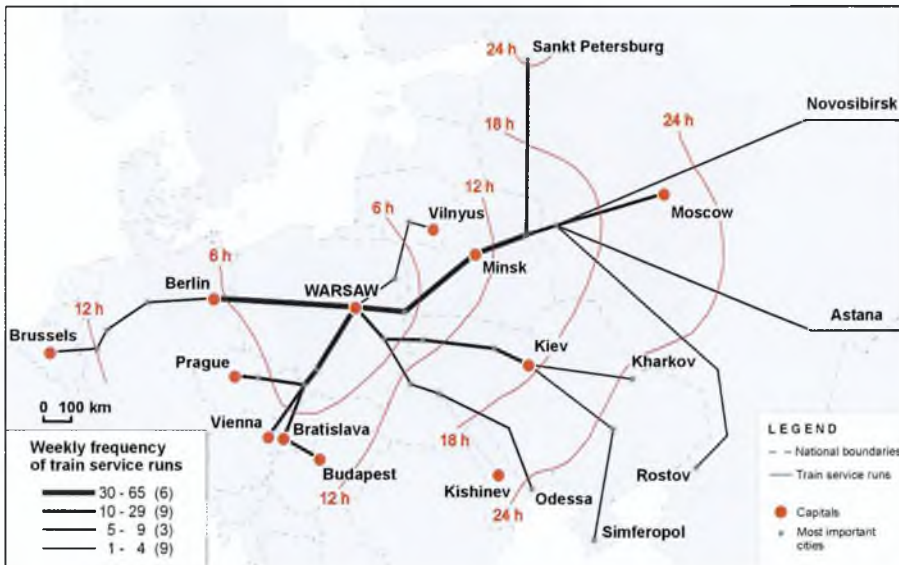 24 h
Sankt Petersburg
Novosibirsk
18 h
24 h
12 h
6 h
Vilnyus
Moscow
6 h
Minsk
Berlin
WARSAW
12 h
Astana
Brussels
Kiev
Prague
Kharkov
0 100 km
Vienna
Bratislava
18 h
LEGEND
National boundaries
Train service runs
Capitals
Most important
cities
Weekly frequency
of train service runs
30 - 65 (6)
10 - 29 (9)
5 - 9 (3)
1 - 4 (9)
Budapest
12 h
Kishinev
24 h
Odessa
Rostov
Simferopol